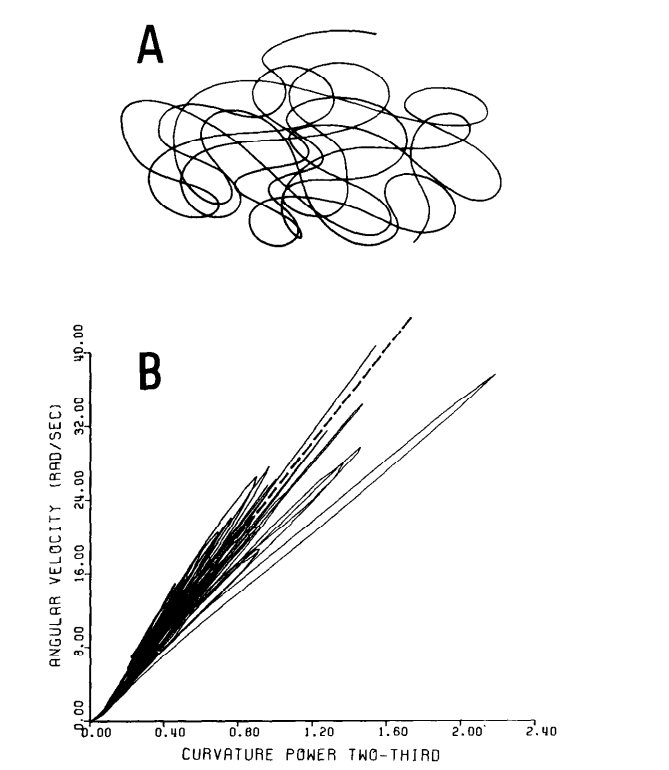 A
B
ANGULAR VELOCITY (RAD/SEC)
40.00
32.00
24.00
16.00
8.00
0.00
0.00 0.40 0.80 1.20 1.60 2.00 2.40
CURVATURE POWER TWO-THIRD